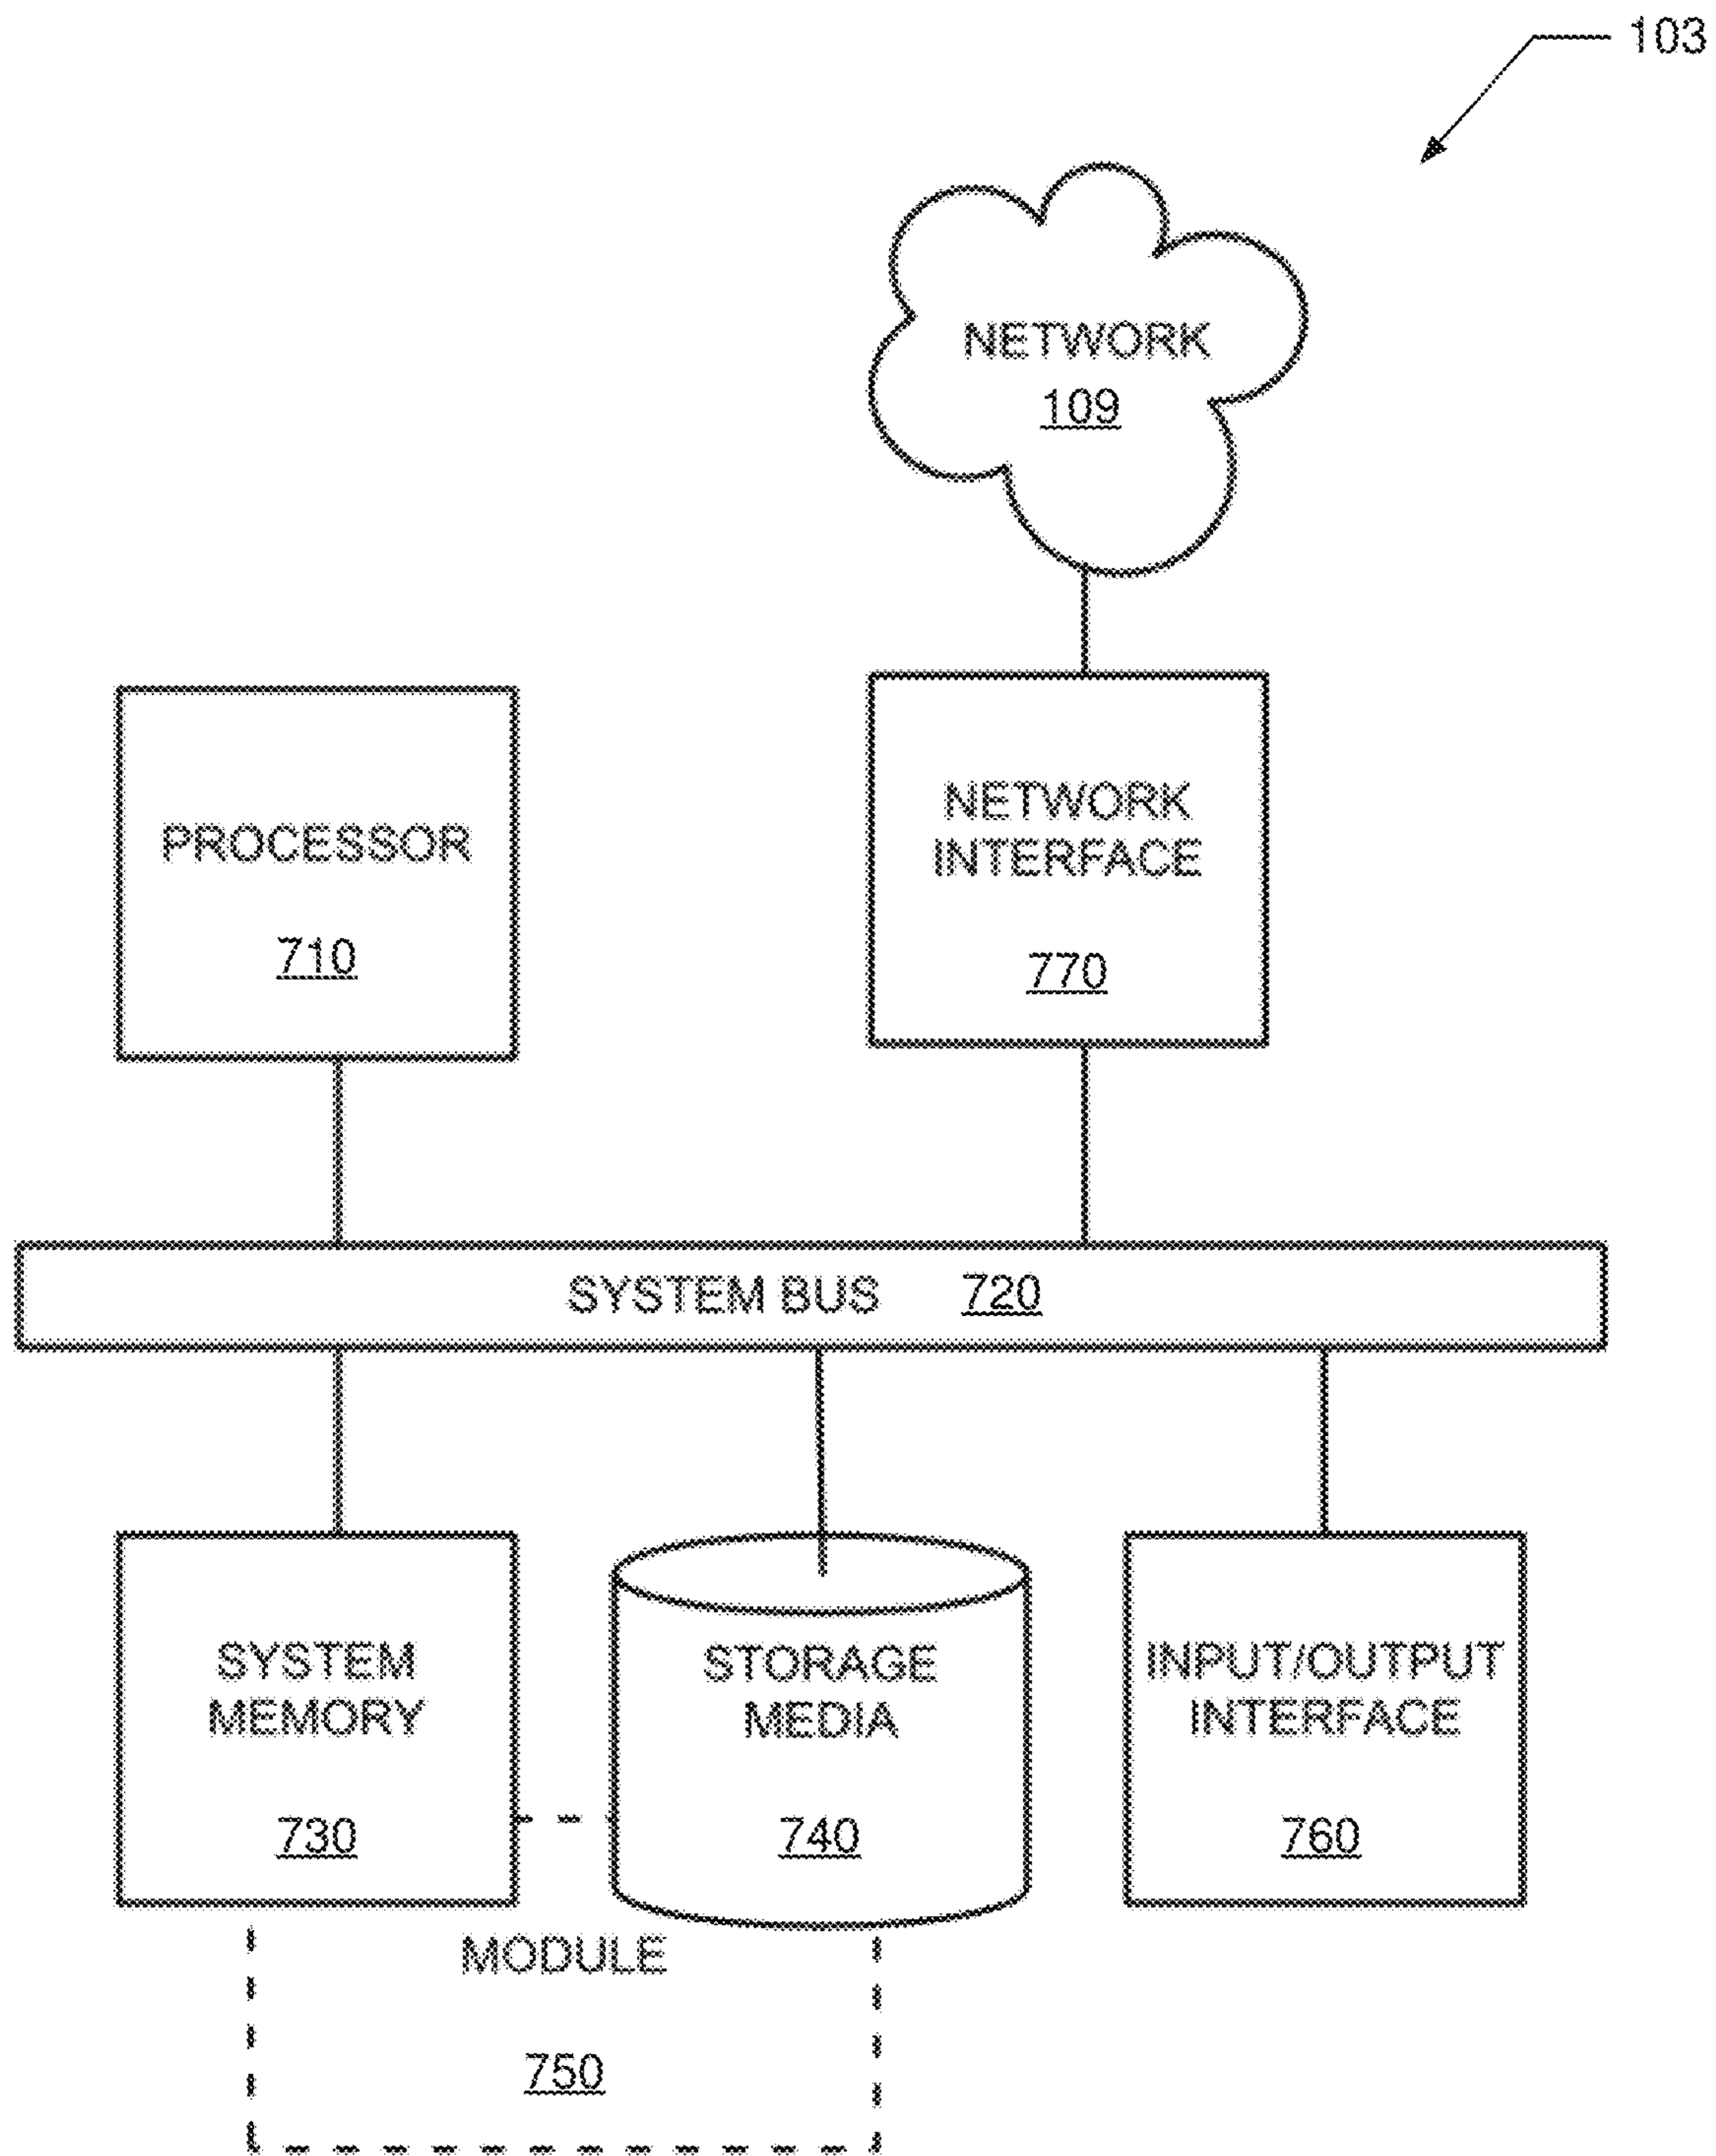 103
NETWORK
109
PROCESSOR
710
NETWORK
INTERFACE
770
SYSTEM BUS 720
SYSTEM
MEMORY
730
STORAGE
MEDIA
740
INPUT/OUTPUT
INTERFACE
760
MODULE
750